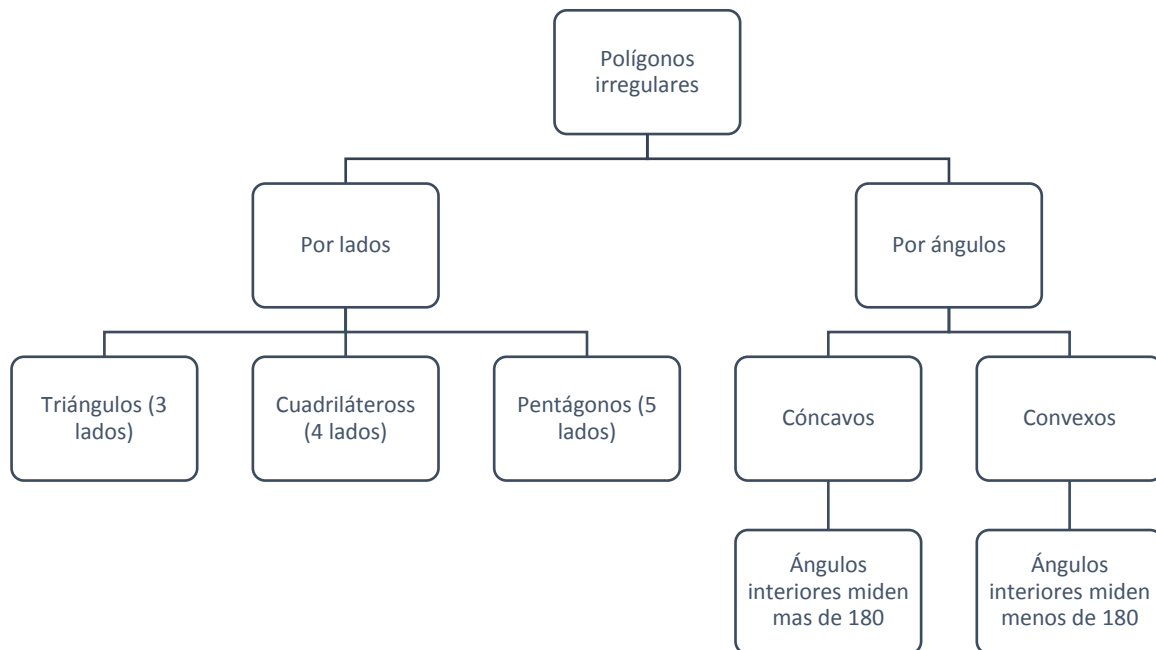 Polígonos
irregulares
Por lados
Por ángulos
Triángulos (3
lados)
Cuadriláteross
(4 lados)
Pentágonos (5
lados)
Cóncavos
Convexos
Ángulos
interiores miden
mas de 180
Ángulos
interiores miden
menos de 180